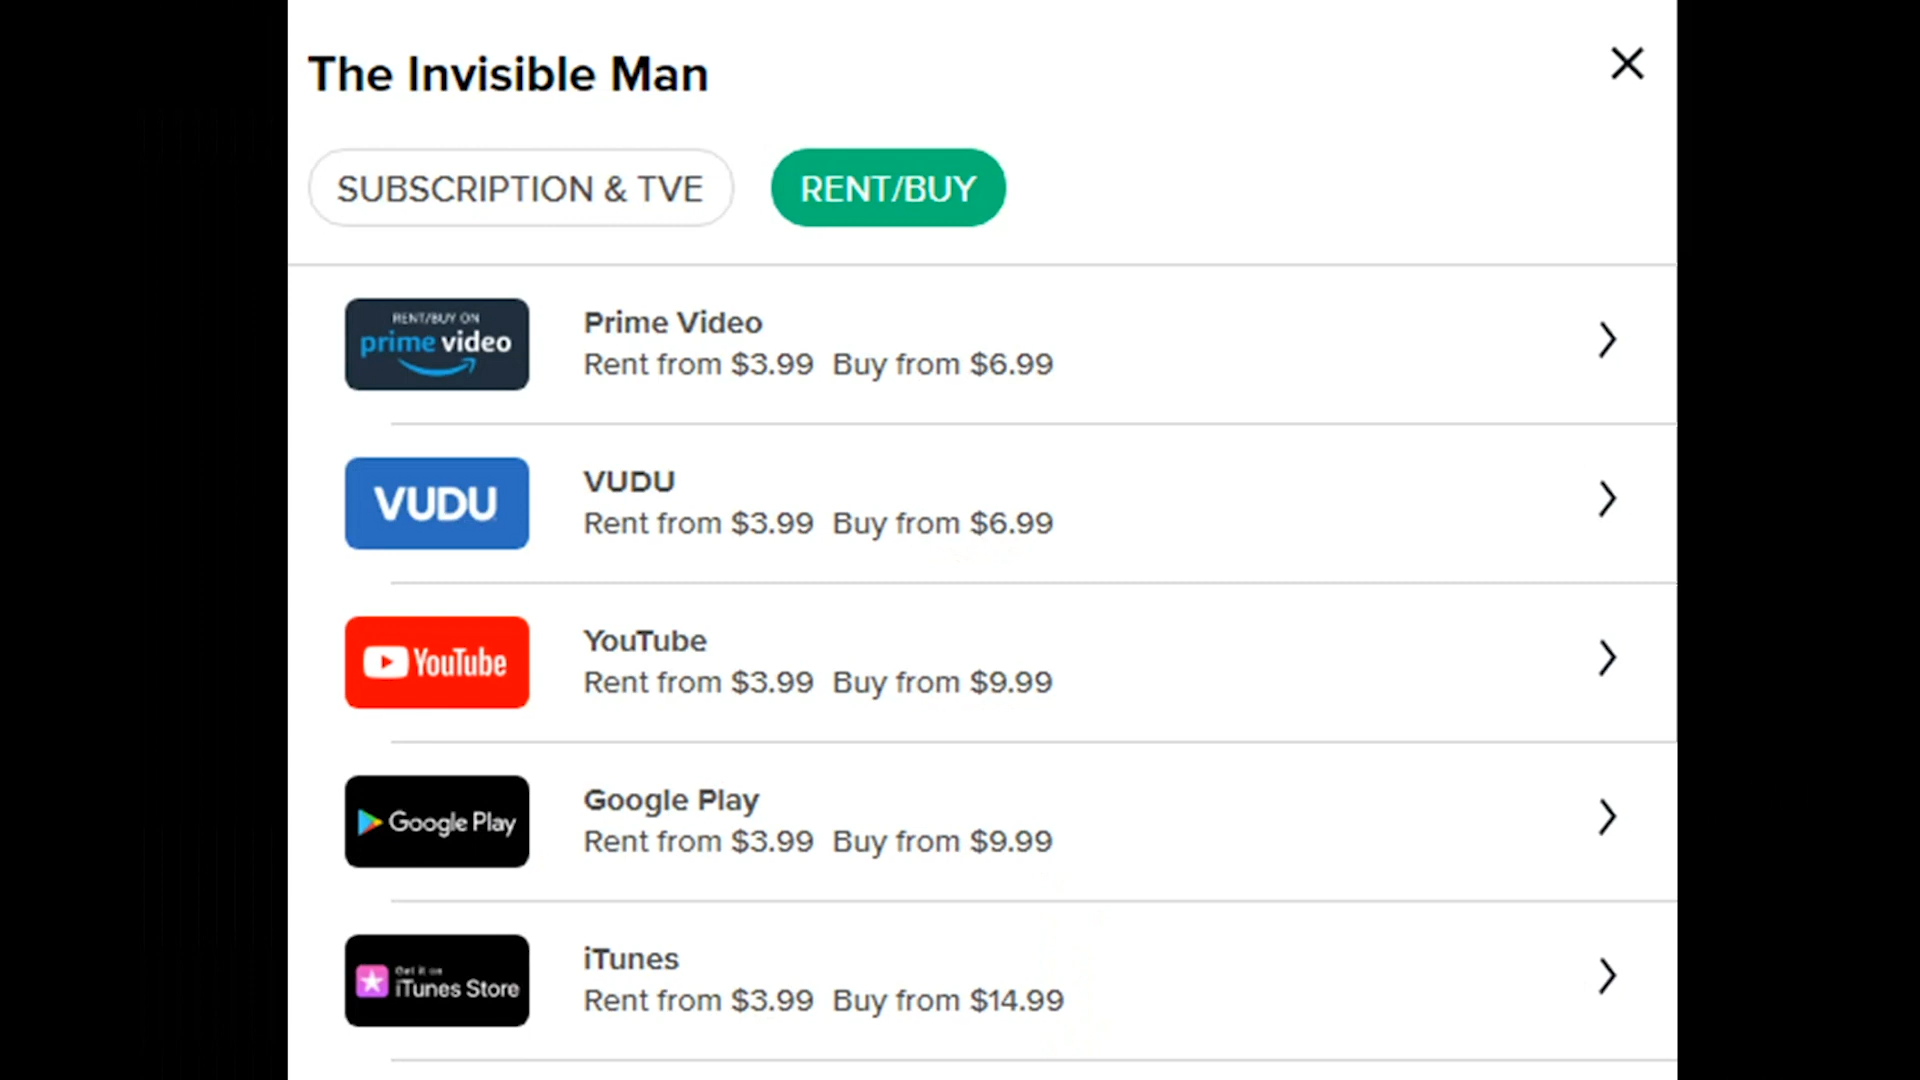 The Invisible Man
SUBSCRIPTION & TVE
RENT/BUY
RENT/BUY ON
prime video
Prime Video
Rent from $3.99 Buy from $6.99
VUDU
VUDU
Rent from $3.99 Buy from $6.99
YouTube
YouTube
Rent from $3.99 Buy from $9.99
Google Play
Google Play
Rent from $3.99 Buy from $9.99
Get it on
iTunes Store
iTunes
Rent from $3.99 Buy from $14.99